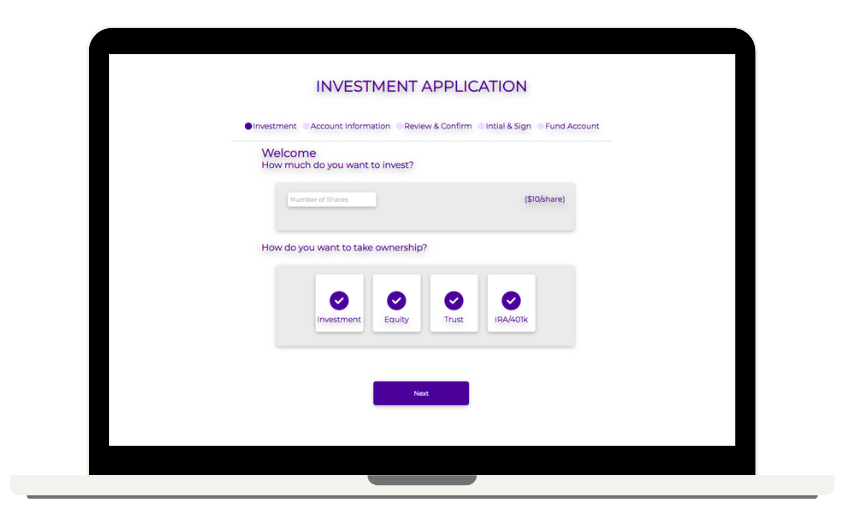 INVESTMENT APPLICATION
Investment Account Information Review & Confirm Intial & Sign Fund Account
Welcome
How much do you want to invest?
Number of Shares ($10/share)
How do you want to take ownership?
Investment Equity Trust IRA/401k
Next